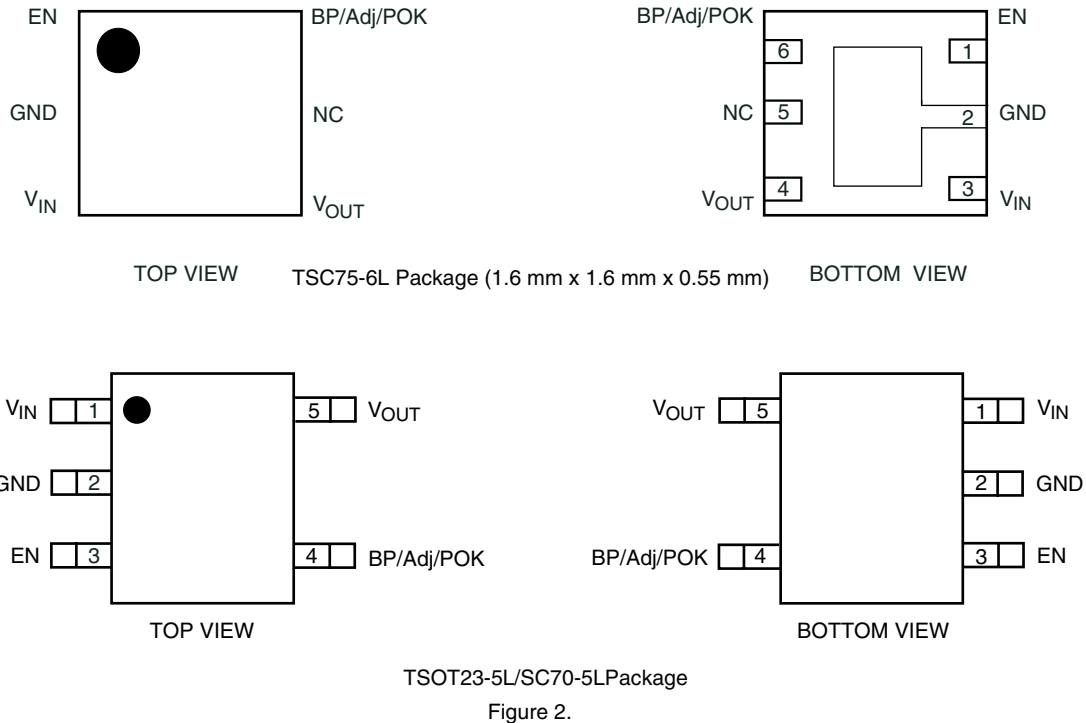 EN BP/Adj/POK
GND NC
VIN VOUT
TOP VIEW
BP/Adj/POK EN
6 1
NC 5 2 GND
VOUT 4 3 VIN
BOTTOM VIEW
TSC75-6L Package (1.6 mm x 1.6 mm x 0.55 mm)
VIN 1 5 VOUT
GND 2
EN 3 4 BP/Adj/POK
TOP VIEW
VOUT 5 1 VIN
2 GND
BP/Adj/POK 4 3 EN
BOTTOM VIEW
TSOT23-5L/SC70-5LPackage
Figure 2.